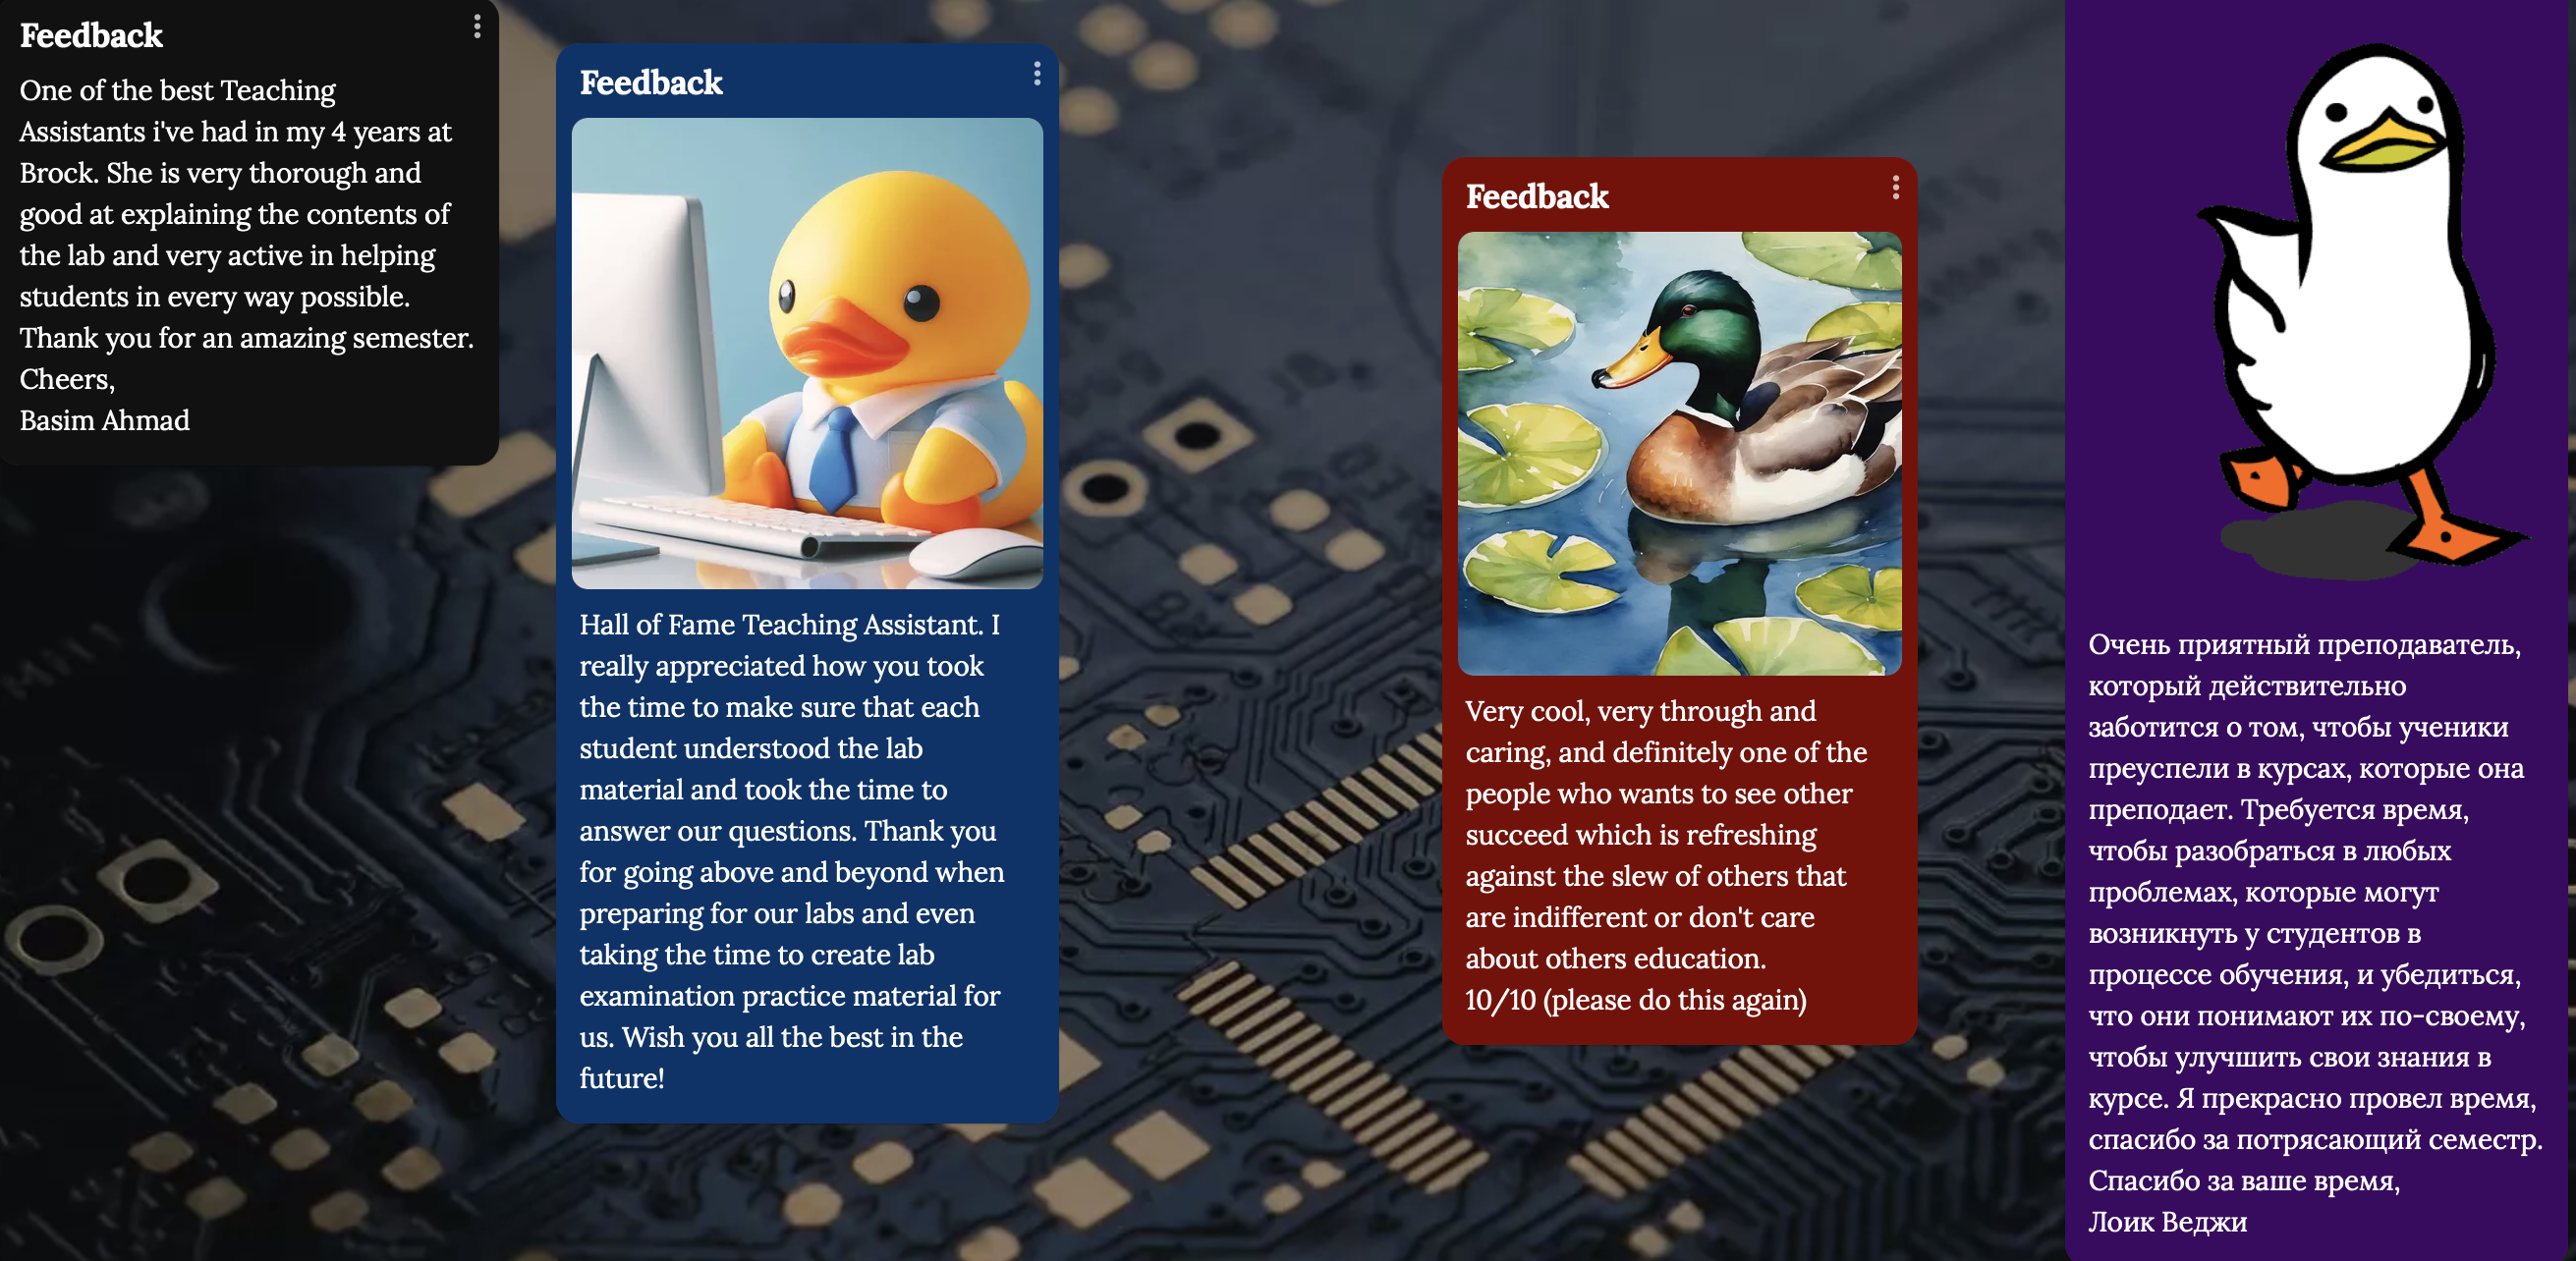 Feedback
One of the best Teaching
Assistants i've had in my 4 years at
Brock. She is very thorough and
good at explaining the contents of
the lab and very active in helping
students in every way possible.
Thank you for an amazing semester.
Cheers,
Basim Ahmad
Feedback
Hall of Fame Teaching Assistant. I
really appreciated how you took
the time to make sure that each
student understood the lab
material and took the time to
answer our questions. Thank you
for going above and beyond when
preparing for our labs and even
taking the time to create lab
examination practice material for
us. Wish you all the best in the
future!
Feedback
Very cool, very through and
caring, and definitely one of the
people who wants to see other
succeed which is refreshing
against the slew of others that
are indifferent or don't care
about others education.
10/10 (please do this again)
Очень приятный преподаватель,
который действительно
заботится о том, чтобы ученики
преуспели в курсах, которые она
преподает. Требуется время,
чтобы разобраться в любых
проблемах, которые могут
возникнуть у студентов в
процессе обучения, и убедиться,
что они понимают их по-своему,
чтобы улучшить свои знания в
курсе. Я прекрасно провел время,
спасибо за потрясающий семестр.
Спасибо за ваше время,
Лоик Веджи